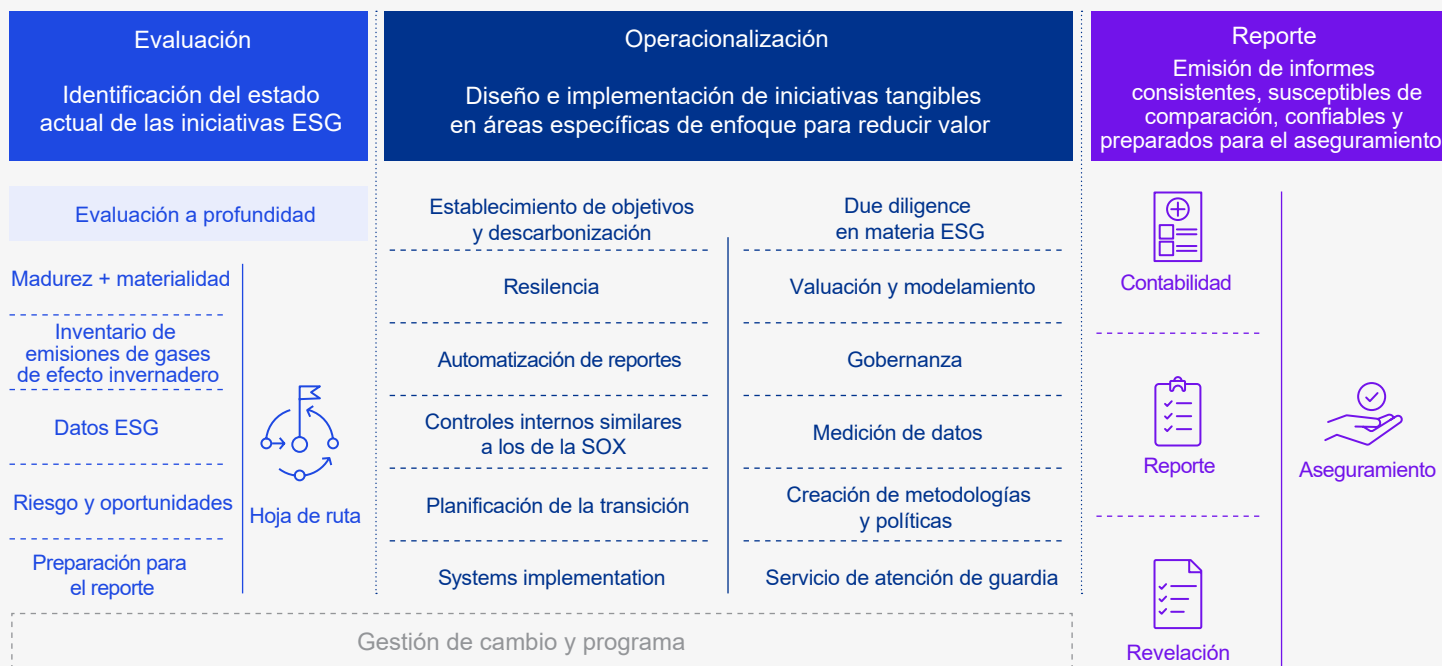 Evaluación
Identificación del estado
actual de las iniciativas ESG
Evaluación a profundidad
Madurez + materialidad
Inventario de
emisiones de gases
de efecto invernadero
Datos ESG
Riesgo y oportunidades
Preparación para
el reporte
Hoja de ruta
Operacionalización
Diseño e implementación de iniciativas tangibles
en áreas específicas de enfoque para reducir valor
Establecimiento de objetivos
y descarbonización
Resilencia
Automatización de reportes
Controles internos similares
a los de la SOX
Planificación de la transición
Systems implementation
Due diligence
en materia ESG
Valuación y modelamiento
Gobernanza
Medición de datos
Creación de metodologías
y políticas
Servicio de atención de guardia
Gestión de cambio y programa
Reporte
Emisión de informes
consistentes, susceptibles de
comparación, confiables y
preparados para el aseguramiento
Contabilidad
Reporte
Revelación
Aseguramiento